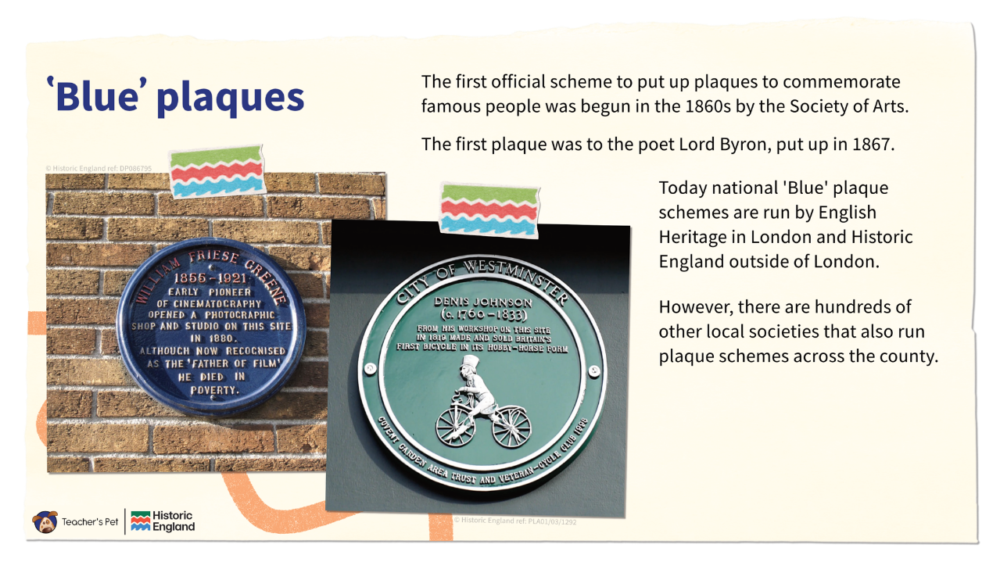 ‘Blue’ plaques
The first official scheme to put up plaques to commemorate
famous people was begun in the 1860s by the Society of Arts.
The first plaque was to the poet Lord Byron, put up in 1867.
Today national 'Blue' plaque
schemes are run by English
Heritage in London and Historic
England outside of London.
However, there are hundreds of
other local societies that also run
plaque schemes across the county.
© Historic England ref: DP086795
WILLIAM FRIESE GREENE
1855-1921
EARLY PIONEER
OF CINEMATOGRAPHY
OPENED A PHOTOGRAPHIC
SHOP AND STUDIO ON THIS SITE
IN 1880.
ALTHOUGH NOW RECOGNISED
AS THE 'FATHER OF FILM'
HE DIED IN
POVERTY.
CITY OF WESTMINSTER
DENIS JOHNSON
(c. 1760-1833)
FROM HIS WORKSHOP ON THIS SITE
IN 1819 MADE AND SOLD BRITAIN'S
FIRST BICYCLE IN ITS HOBBY-HORSE FORM
COVENT GARDEN AREA TRUST AND VETERAN-CYCLE CLUB 1998
© Historic England ref: PLA01/03/1292
Teacher's Pet
Historic
England